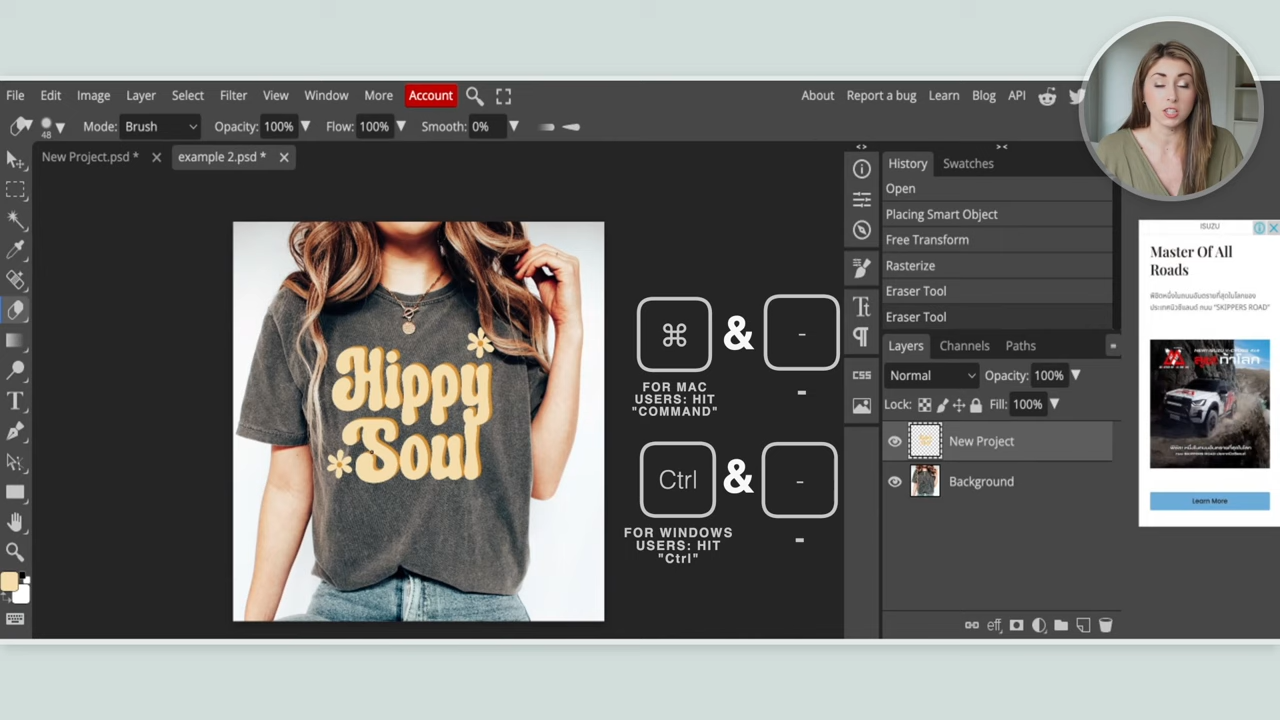 File Edit Image Layer Select Filter View Window More Account
About Report a bug Learn Blog API
48 Mode: Brush Opacity: 100% Flow: 100% Smooth: 0%
New Project.psd * example 2.psd *
History Swatches
Open
Placing Smart Object
Free Transform
Rasterize
Eraser Tool
Eraser Tool
Layers Channels Paths
Normal Opacity: 100%
Lock: Fill: 100%
New Project
Background
eff
CSS
Hippy
Soul
⌘ & -
FOR MAC
USERS: HIT
"COMMAND"
-
Ctrl & -
FOR WINDOWS
USERS: HIT
"Ctrl"
-
ISUZU
Master Of All
Roads
Learn More